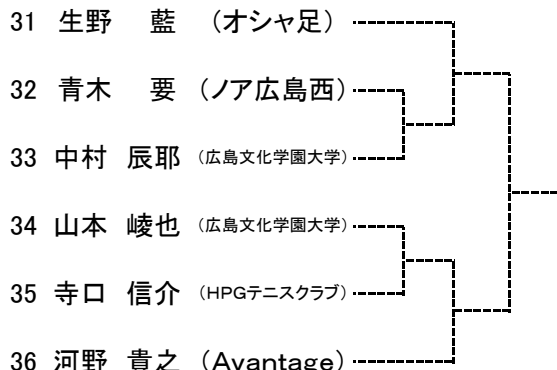 31 生野 藍 (オシャ足)
32 青木 要 (ノア広島西)
33 中村 辰耶 (広島文化学園大学)
34 山本 崚也 (広島文化学園大学)
35 寺口 信介 (HPGテニスクラブ)
36 河野 貴之 (Avantage)